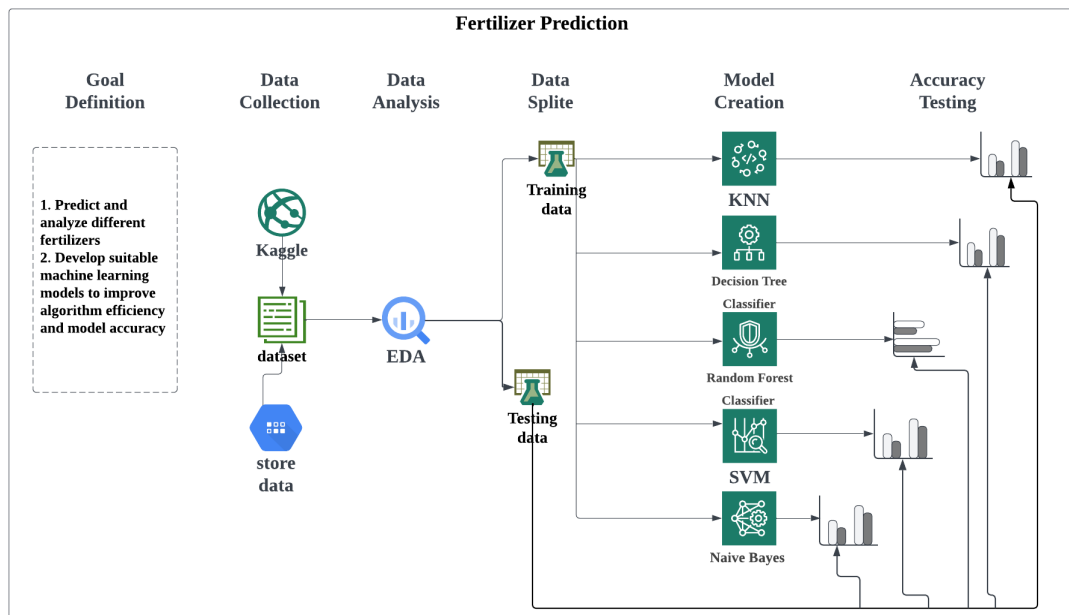 Fertilizer Prediction
Goal
Definition
Data
Collection
Data
Analysis
Data
Splite
Model
Creation
Accuracy
Testing
1. Predict and
analyze different
fertilizers
2. Develop suitable
machine learning
models to improve
algorithm efficiency
and model accuracy
Kaggle
dataset
store
data
EDA
Training
data
Testing
data
KNN
Decision Tree
Classifier
Random Forest
Classifier
SVM
Naive Bayes